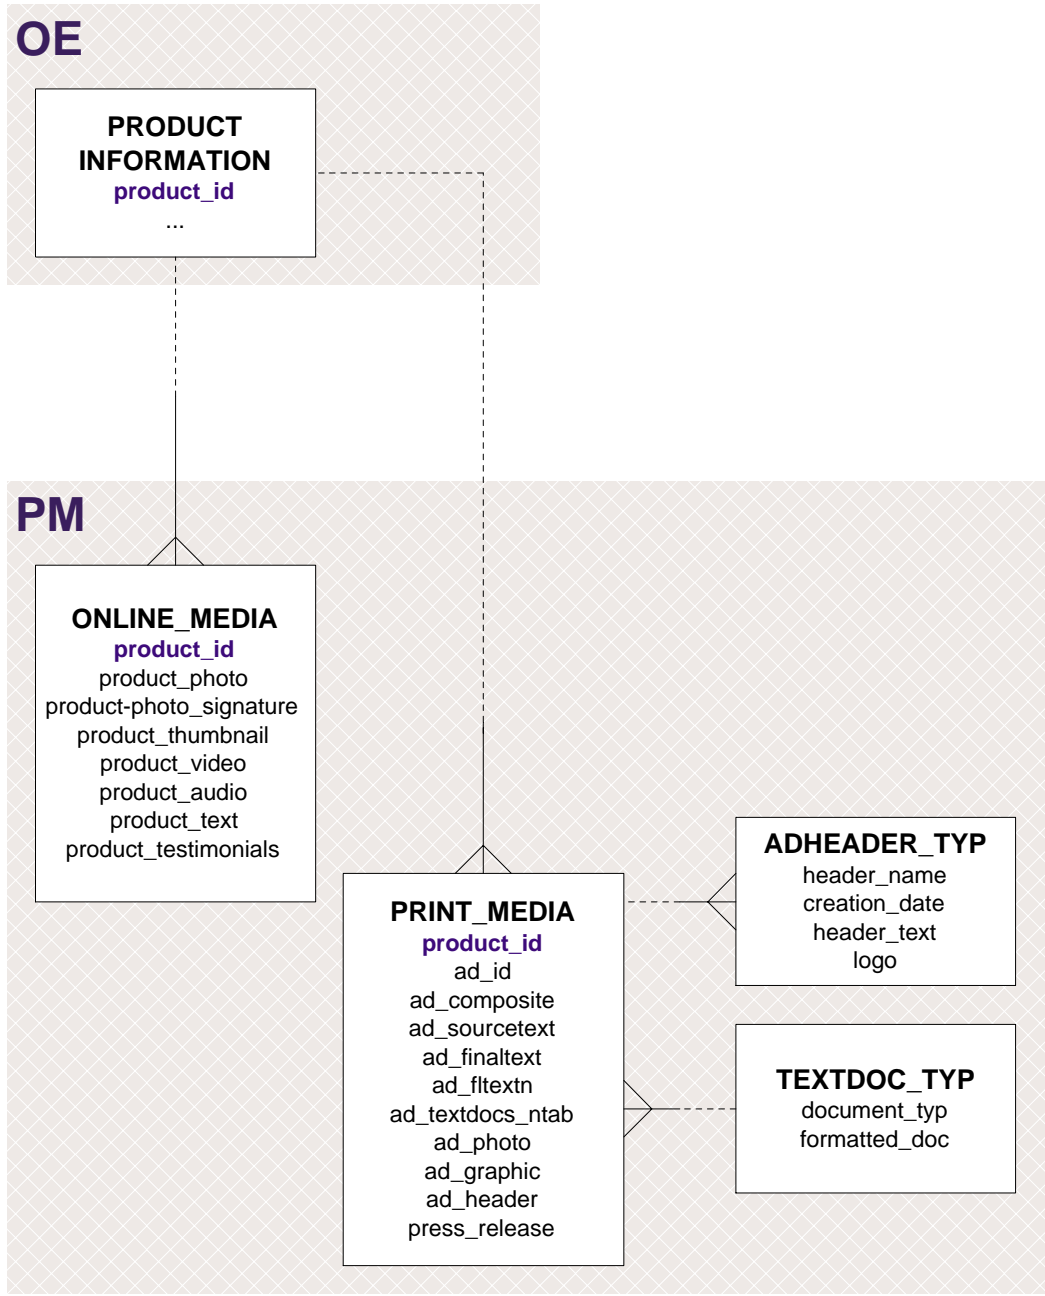 OE
PRODUCT
INFORMATION
product_id
...
PM
ONLINE_MEDIA
product_id
product_photo
product-photo_signature
product_thumbnail
product_video
product_audio
product_text
product_testimonials
PRINT_MEDIA
product_id
ad_id
ad_composite
ad_sourcetext
ad_finaltext
ad_fltextn
ad_textdocs_ntab
ad_photo
ad_graphic
ad_header
press_release
ADHEADER_TYP
header_name
creation_date
header_text
logo
TEXTDOC_TYP
document_typ
formatted_doc